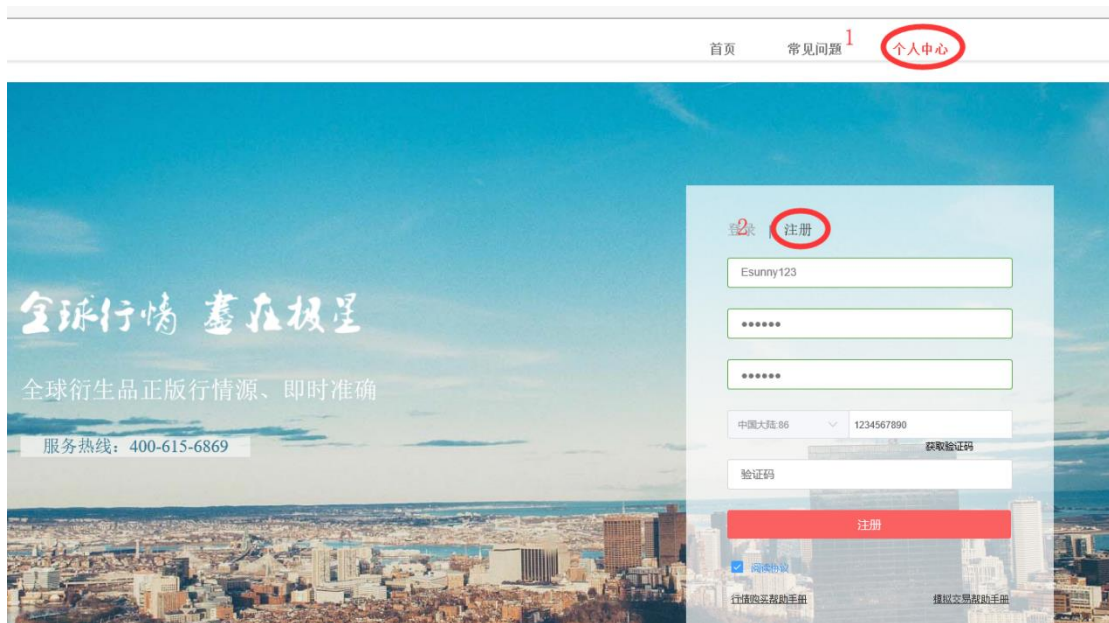 首页 常见问题 1 个人中心
登录 2 | 注册
Esunny123
全球行情 盡在极星
●●●●●●
●●●●●●
全球衍生品正版行情源、即时准确
中国大陆:86 1234567890
服务热线：400-615-6869
获取验证码
验证码
注册
阅读协议
行情购买帮助手册 模拟交易帮助手册